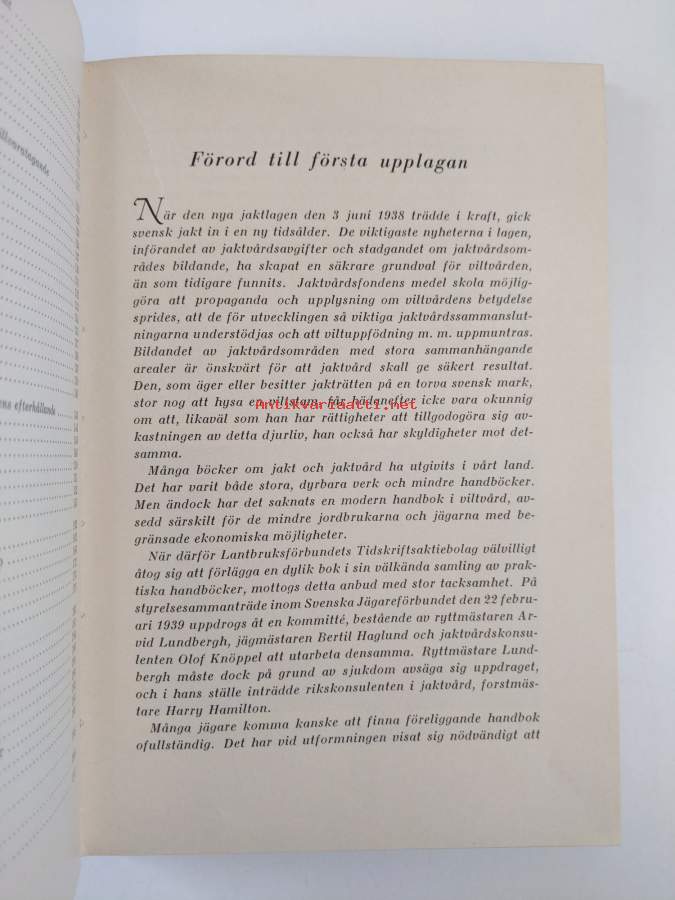 Förord till första upplagan
När den nya jaktlagen den 3 juni 1938 trädde i kraft, gick
svensk jakt in i en ny tidsålder. De viktigaste nyheterna i lagen,
införandet av jaktvårdsavgifter och stadgandet om jaktvårdsom-
rådes bildande, ha skapat en säkrare grundval för viltvården,
än som tidigare funnits. Jaktvårdsfondens medel skola möjlig-
göra att propaganda och upplysning om viltvårdens betydelse
sprides, att de för utvecklingen så viktiga jaktvårdssammanslut-
ningarna understödjas och att viltuppfödning m. m. uppmuntras.
Bildandet av jaktvårdsområden med stora sammanhängande
arealer är önskvärt för att jaktvård skall ge säkert resultat.
Den, som äger eller besitter jakträtten på en torva svensk mark,
stor nog att hysa en viltstam, får hädanefter icke vara okunnig
Antikvariaatti.net
om att, likaväl som han har rättigheter att tillgodogöra sig av-
kastningen av detta djurliv, han också har skyldigheter mot det-
samma.
Många böcker om jakt och jaktvård ha utgivits i vårt land.
Det har varit både stora, dyrbara verk och mindre handböcker.
Men ändock har det saknats en modern handbok i viltvård, av-
sedd särskilt för de mindre jordbrukarna och jägarna med be-
gränsade ekonomiska möjligheter.
När därför Lantbruksförbundets Tidskriftsaktiebolag välvilligt
åtog sig att förlägga en dylik bok i sin välkända samling av prak-
tiska handböcker, mottogs detta anbud med stor tacksamhet. På
styrelsesammanträde inom Svenska Jägareförbundet den 22 febru-
ari 1939 uppdrogs åt en kommitté, bestående av ryttmästaren Ar-
vid Lundbergh, jägmästaren Bertil Haglund och jaktvårdskonsu-
lenten Olof Knöppel att utarbeta densamma. Ryttmästare Lund-
bergh måste dock på grund av sjukdom avsäga sig uppdraget,
och i hans ställe inträdde rikskonsulenten i jaktvård, forstmäs-
tare Harry Hamilton.
Många jägare komma kanske att finna föreliggande handbok
ofullständig. Det har vid utformningen visat sig nödvändigt att